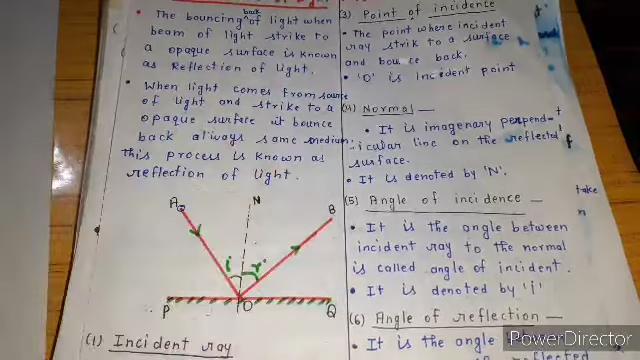 • The bouncing back of light when
beam of light strike to
a opaque surface is known
as Reflection of light.
• When light comes from source
of light and strike to a
opaque surface it bounce
back always same medium
this process is known as
reflection of light.
A
N
B
i
r
P
O
Q
(1) Incident ray
(3) Point of incidence
• The point where incident
ray strik to a surface
and bounce back.
• 'O' is incident point
(4) Normal —
• It is imagenary perpend-
icular line on the reflected
surface.
• It is denoted by 'N'.
(5) Angle of incidence —
• It is the angle between
incident ray to the normal
is called angle of incident.
• It is denoted by 'i'
(6) Angle of reflection —
• It is the angle
reflected
take
PowerDirector